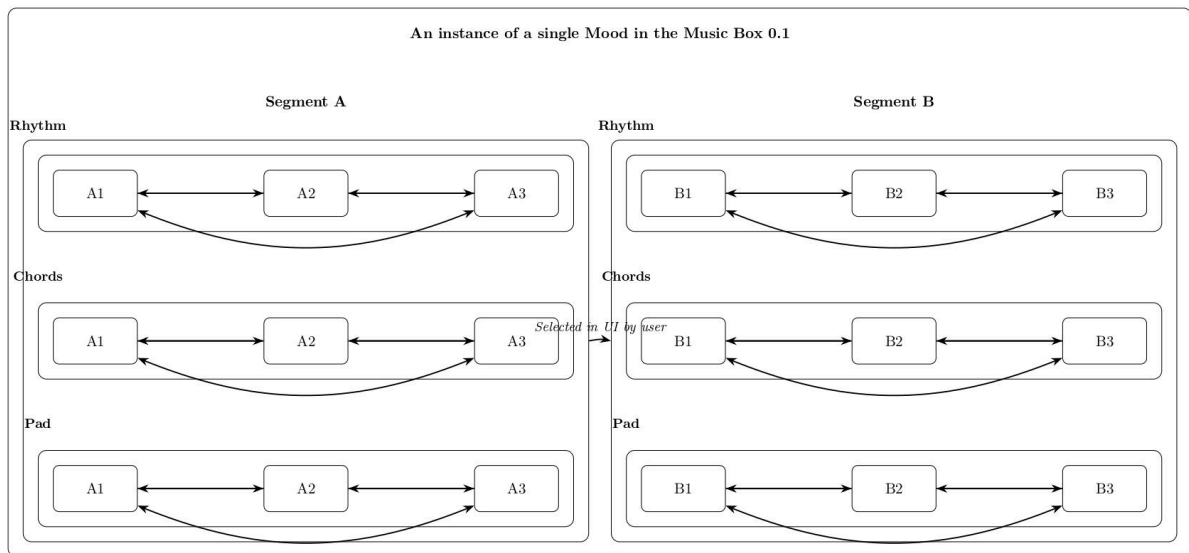 An instance of a single Mood in the Music Box 0.1
Segment A
Segment B
Rhythm
Rhythm
A1
A2
A3
B1
B2
B3
Chords
Chords
Selected in UI by user
A1
A2
A3
B1
B2
B3
Pad
Pad
A1
A2
A3
B1
B2
B3